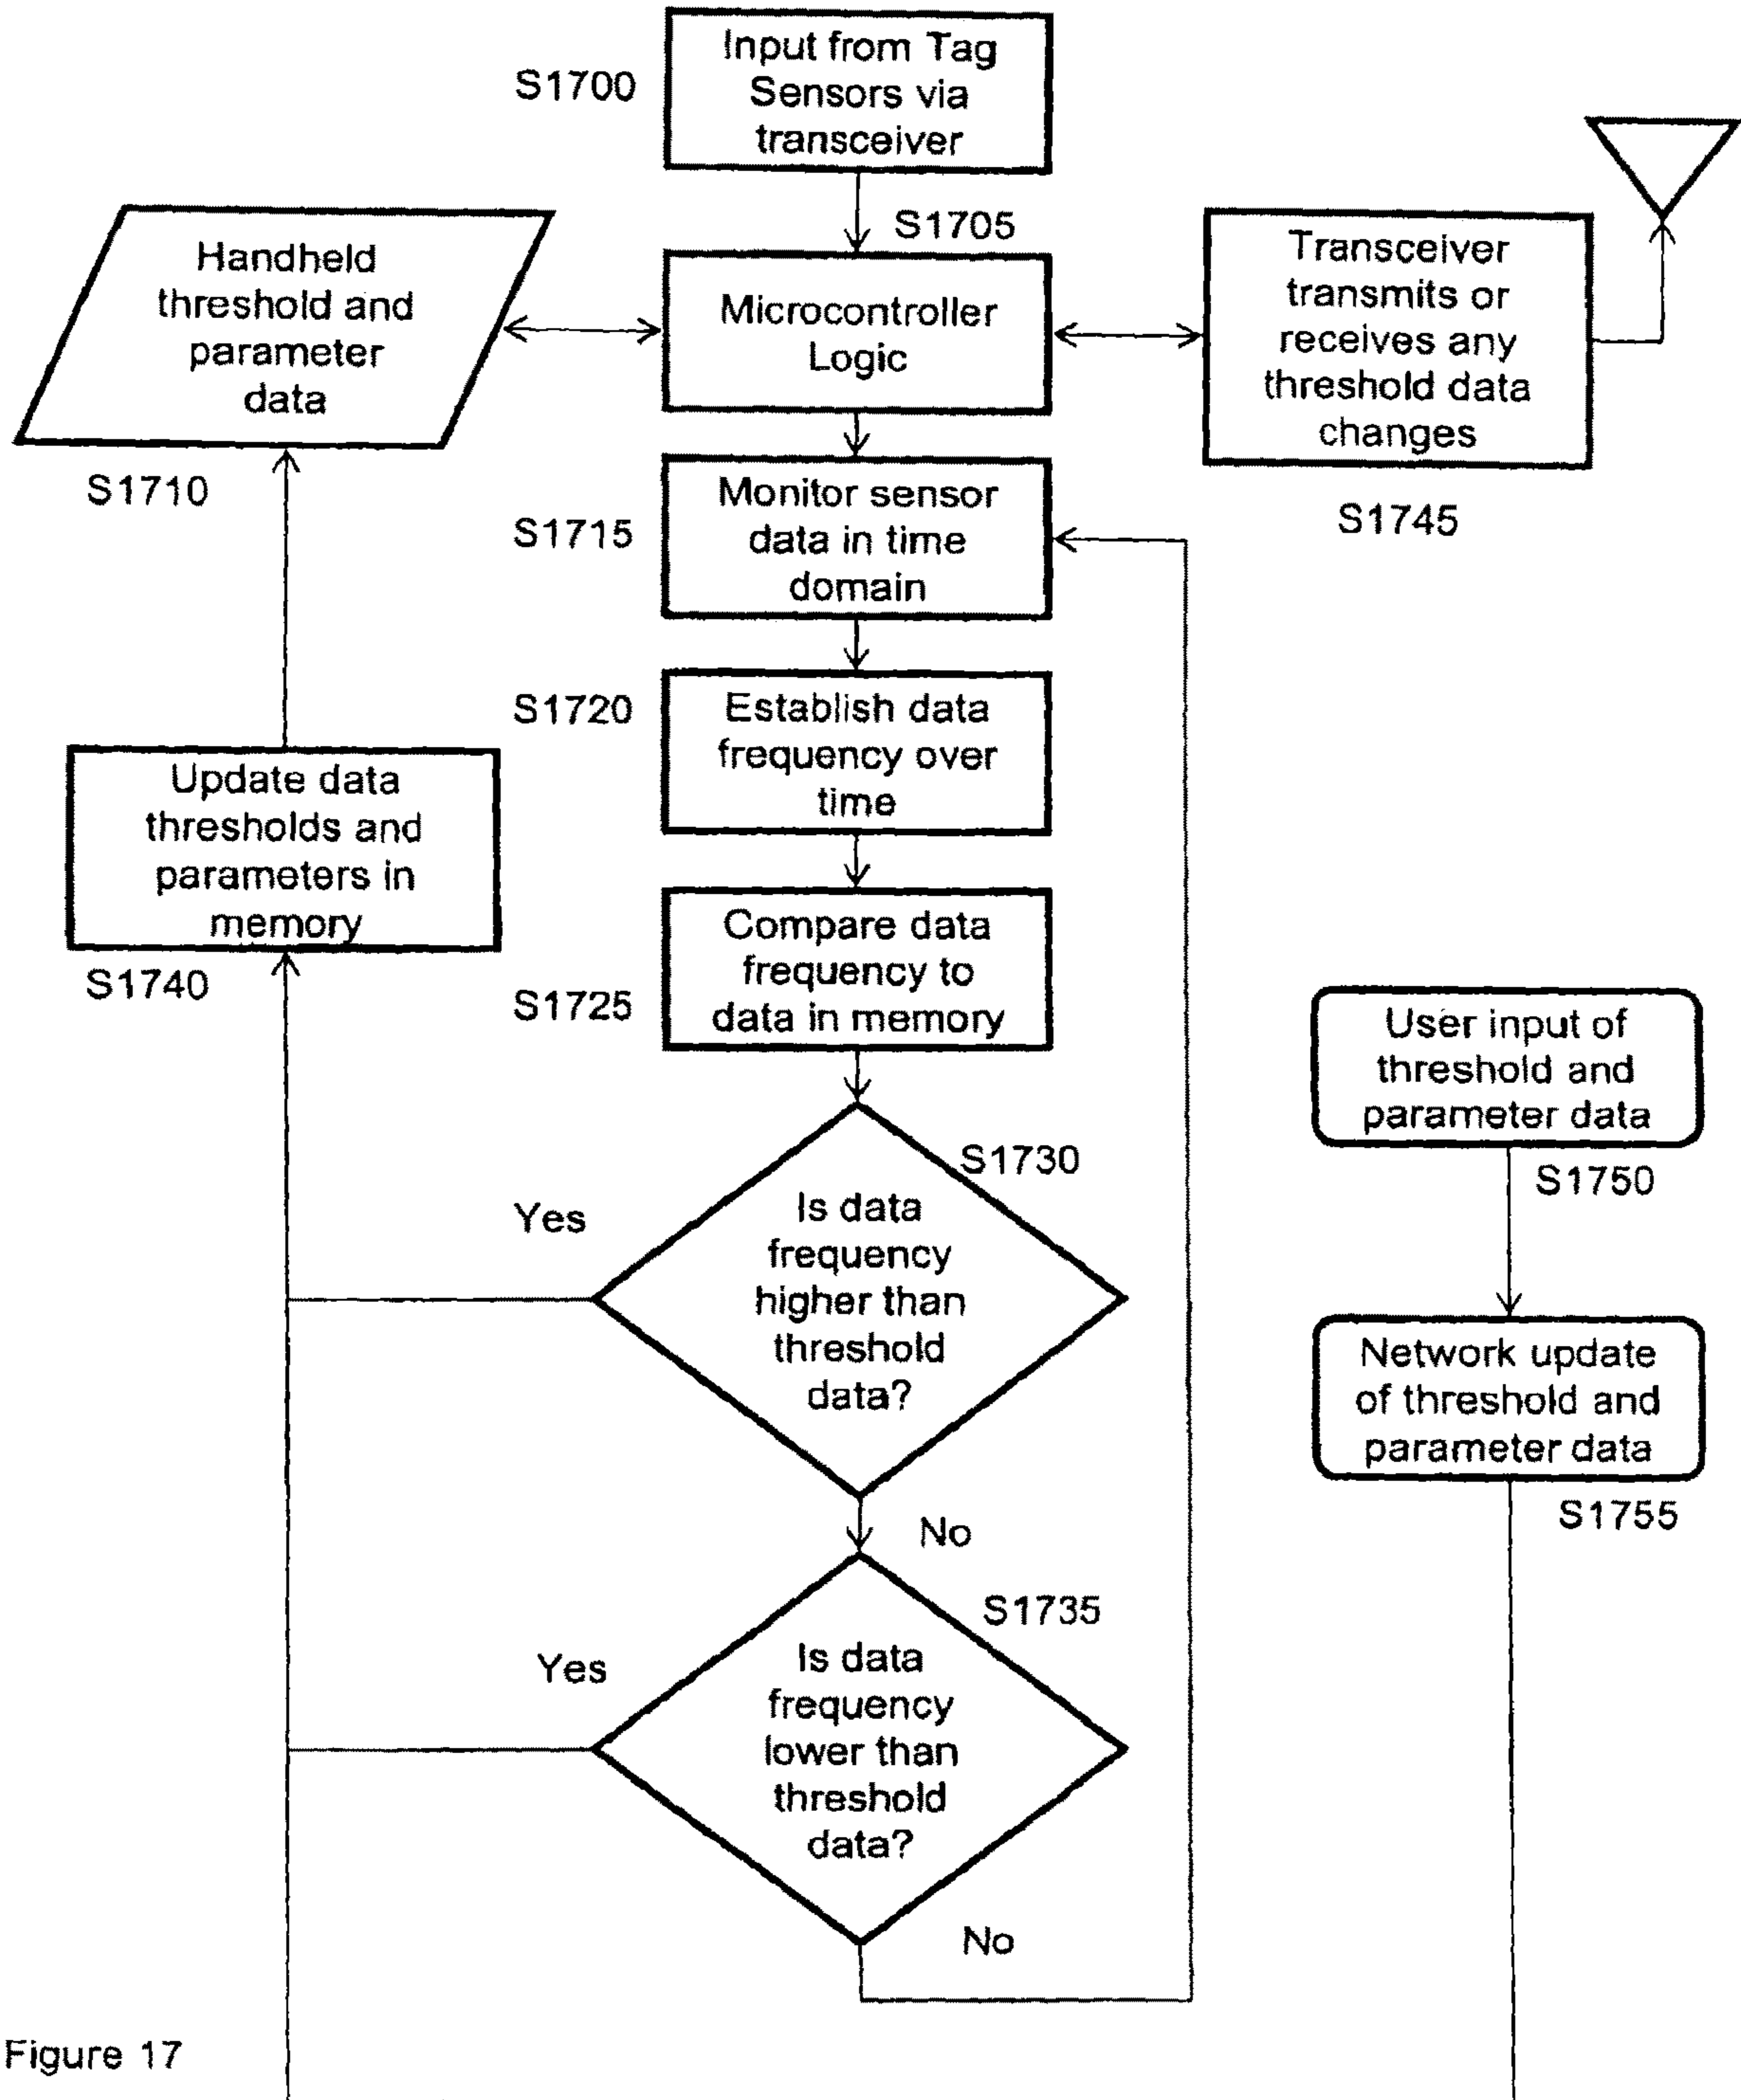 Input from Tag
Sensors via
transceiver
S1700
S1705
Handheld
threshold and
parameter
data
S1710
Microcontroller
Logic
Transceiver
transmits or
receives any
threshold data
changes
S1745
Monitor sensor
data in time
domain
S1715
Establish data
frequency over
time
S1720
Update data
thresholds and
parameters in
memory
S1740
Compare data
frequency to
data in memory
S1725
User input of
threshold and
parameter data
S1750
S1730
Is data
frequency
higher than
threshold
data?
Yes
No
Network update
of threshold and
parameter data
S1755
S1735
Is data
frequency
lower than
threshold
data?
Yes
No
Figure 17